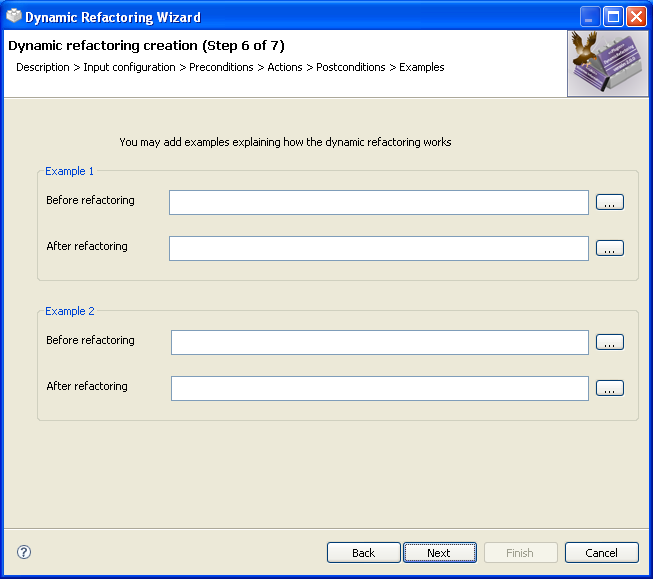 Dynamic Refactoring Wizard
Dynamic refactoring creation (Step 6 of 7)
Description > Input configuration > Preconditions > Actions > Postconditions > Examples
You may add examples explaining how the dynamic refactoring works
Example 1
Before refactoring
...
After refactoring
...
Example 2
Before refactoring
...
After refactoring
...
?
Back
Next
Finish
Cancel